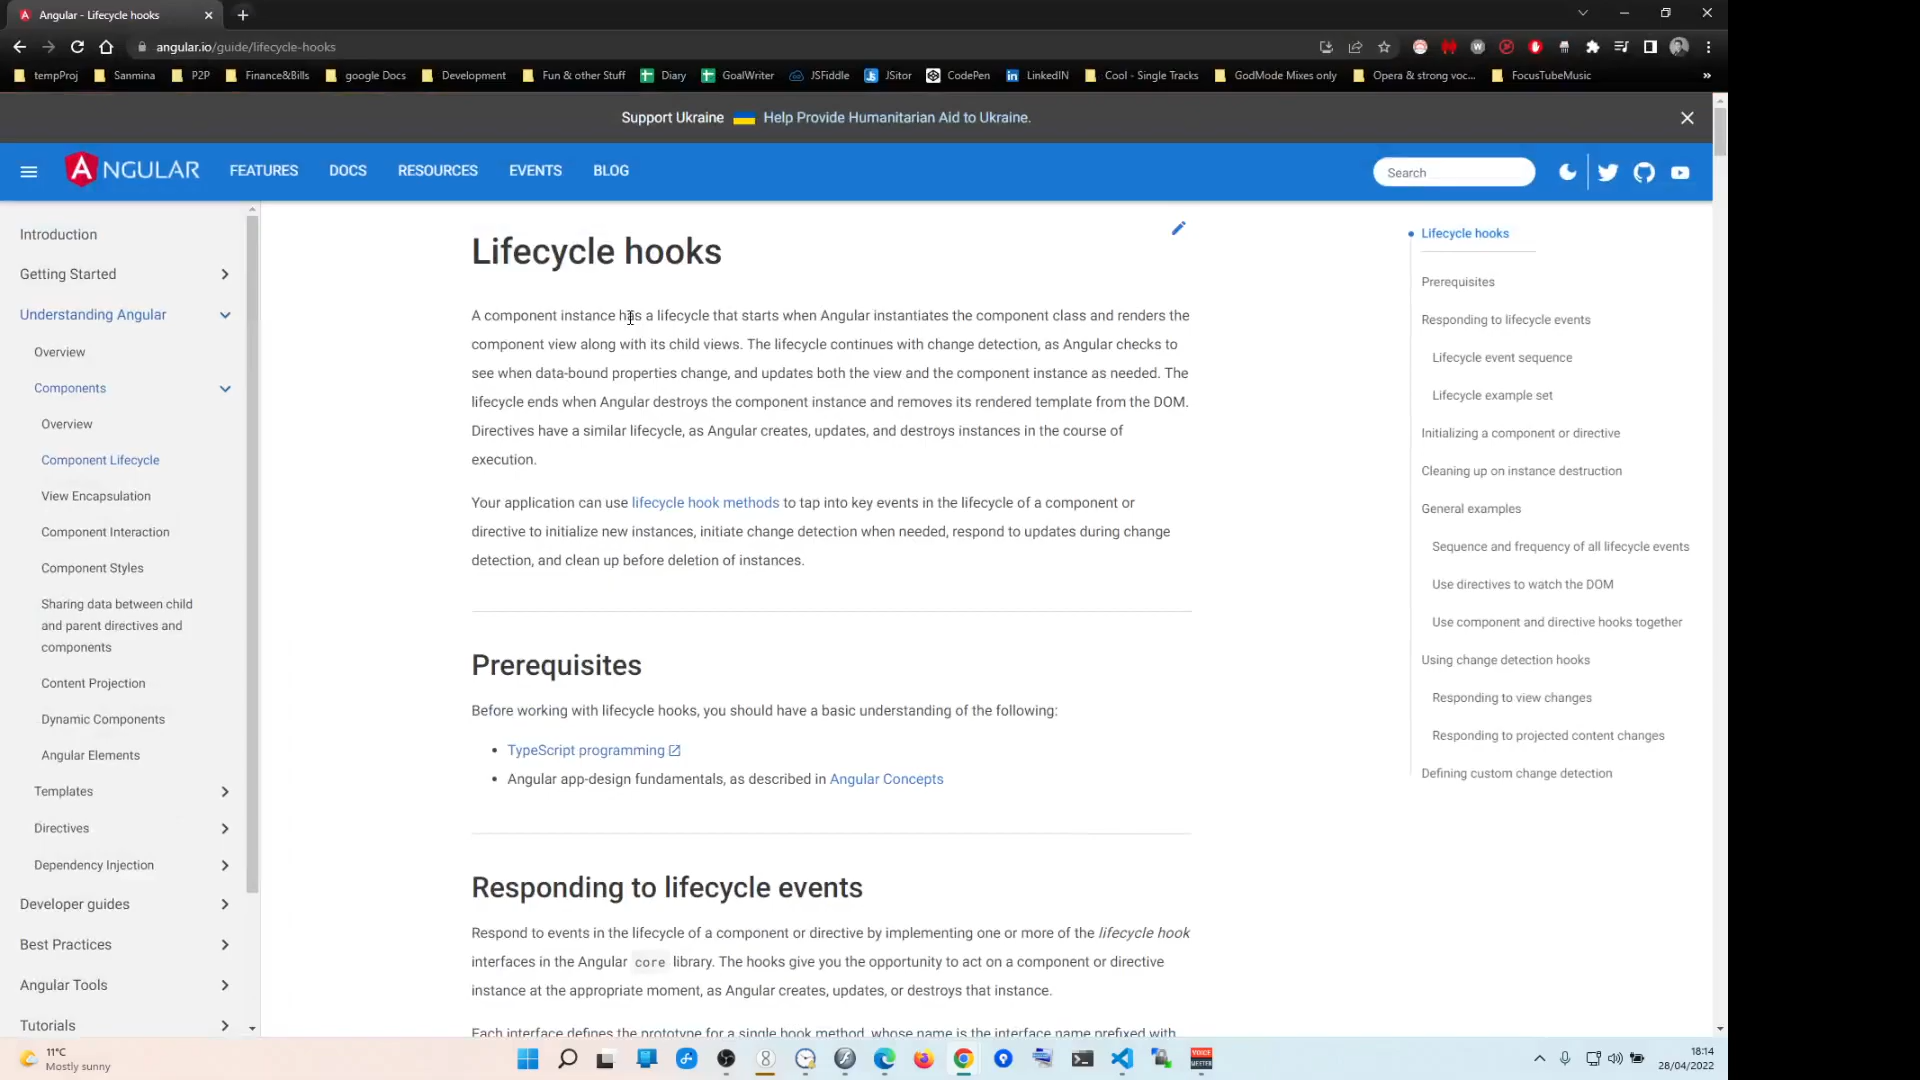 Angular - Lifecycle hooks
angular.io/guide/lifecycle-hooks
tempProj
Sanmina
P2P
Finance&Bills
google Docs
Development
Fun & other Stuff
Diary
GoalWriter
JSFiddle
JSitor
CodePen
LinkedIN
Cool - Single Tracks
GodMode Mixes only
Opera & strong voc...
FocusTubeMusic
»
Support Ukraine Help Provide Humanitarian Aid to Ukraine.
ANGULAR
FEATURES
DOCS
RESOURCES
EVENTS
BLOG
Search
Introduction
Getting Started
Understanding Angular
Overview
Components
Overview
Component Lifecycle
View Encapsulation
Component Interaction
Component Styles
Sharing data between child
and parent directives and
components
Content Projection
Dynamic Components
Angular Elements
Templates
Directives
Dependency Injection
Developer guides
Best Practices
Angular Tools
Tutorials
Lifecycle hooks
A component instance has a lifecycle that starts when Angular instantiates the component class and renders the
component view along with its child views. The lifecycle continues with change detection, as Angular checks to
see when data-bound properties change, and updates both the view and the component instance as needed. The
lifecycle ends when Angular destroys the component instance and removes its rendered template from the DOM.
Directives have a similar lifecycle, as Angular creates, updates, and destroys instances in the course of
execution.
Your application can use lifecycle hook methods to tap into key events in the lifecycle of a component or
directive to initialize new instances, initiate change detection when needed, respond to updates during change
detection, and clean up before deletion of instances.
Prerequisites
Before working with lifecycle hooks, you should have a basic understanding of the following:
• TypeScript programming
• Angular app-design fundamentals, as described in Angular Concepts
Responding to lifecycle events
Respond to events in the lifecycle of a component or directive by implementing one or more of the lifecycle hook
interfaces in the Angular core library. The hooks give you the opportunity to act on a component or directive
instance at the appropriate moment, as Angular creates, updates, or destroys that instance.
Each interface defines the prototype for a single hook method, whose name is the interface name prefixed with
Lifecycle hooks
Prerequisites
Responding to lifecycle events
Lifecycle event sequence
Lifecycle example set
Initializing a component or directive
Cleaning up on instance destruction
General examples
Sequence and frequency of all lifecycle events
Use directives to watch the DOM
Use component and directive hooks together
Using change detection hooks
Responding to view changes
Responding to projected content changes
Defining custom change detection
11°C
Mostly sunny
18:14
28/04/2022